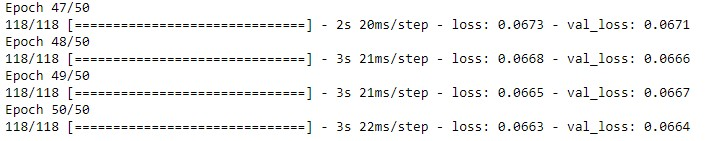 Epoch 47/50
118/118 [==============================] - 2s 20ms/step - loss: 0.0673 - val_loss: 0.0671
Epoch 48/50
118/118 [==============================] - 3s 21ms/step - loss: 0.0668 - val_loss: 0.0666
Epoch 49/50
118/118 [==============================] - 3s 21ms/step - loss: 0.0665 - val_loss: 0.0667
Epoch 50/50
118/118 [==============================] - 3s 22ms/step - loss: 0.0663 - val_loss: 0.0664